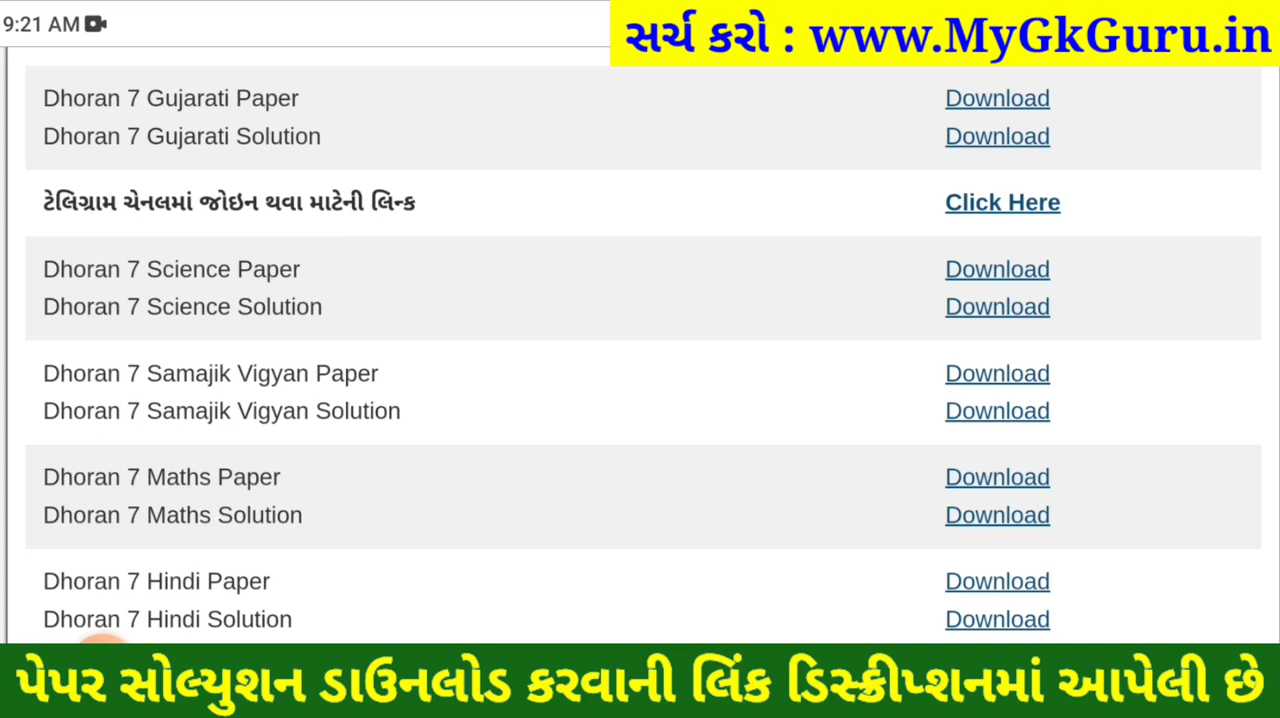 9:21 AM
સર્ચ કરો : www.MyGkGuru.in
Dhoran 7 Gujarati Paper Download
Dhoran 7 Gujarati Solution Download
ટેલિગ્રામ ચેનલમાં જોઇન થવા માટેની લિન્ક Click Here
Dhoran 7 Science Paper Download
Dhoran 7 Science Solution Download
Dhoran 7 Samajik Vigyan Paper Download
Dhoran 7 Samajik Vigyan Solution Download
Dhoran 7 Maths Paper Download
Dhoran 7 Maths Solution Download
Dhoran 7 Hindi Paper Download
Dhoran 7 Hindi Solution Download
પેપર સોલ્યુશન ડાઉનલોડ કરવાની લિંક ડિસ્ક્રીપ્શનમાં આપેલી છે